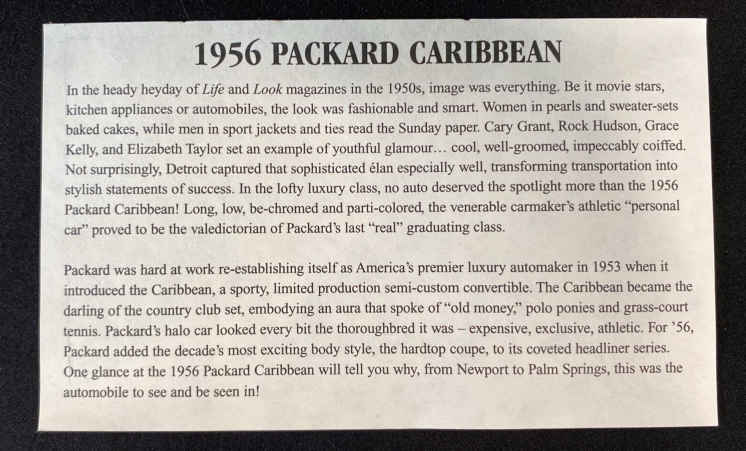 1956 PACKARD CARIBBEAN
In the heady heyday of Life and Look magazines in the 1950s, image was everything. Be it movie stars,
kitchen appliances or automobiles, the look was fashionable and smart. Women in pearls and sweater-sets
baked cakes, while men in sport jackets and ties read the Sunday paper. Cary Grant, Rock Hudson, Grace
Kelly, and Elizabeth Taylor set an example of youthful glamour… cool, well-groomed, impeccably coiffed.
Not surprisingly, Detroit captured that sophisticated élan especially well, transforming transportation into
stylish statements of success. In the lofty luxury class, no auto deserved the spotlight more than the 1956
Packard Caribbean! Long, low, be-chromed and parti-colored, the venerable carmaker’s athletic “personal
car” proved to be the valedictorian of Packard’s last “real” graduating class.
Packard was hard at work re-establishing itself as America’s premier luxury automaker in 1953 when it
introduced the Caribbean, a sporty, limited production semi-custom convertible. The Caribbean became the
darling of the country club set, embodying an aura that spoke of “old money,” polo ponies and grass-court
tennis. Packard’s halo car looked every bit the thoroughbred it was – expensive, exclusive, athletic. For ’56,
Packard added the decade’s most exciting body style, the hardtop coupe, to its coveted headliner series.
One glance at the 1956 Packard Caribbean will tell you why, from Newport to Palm Springs, this was the
automobile to see and be seen in!